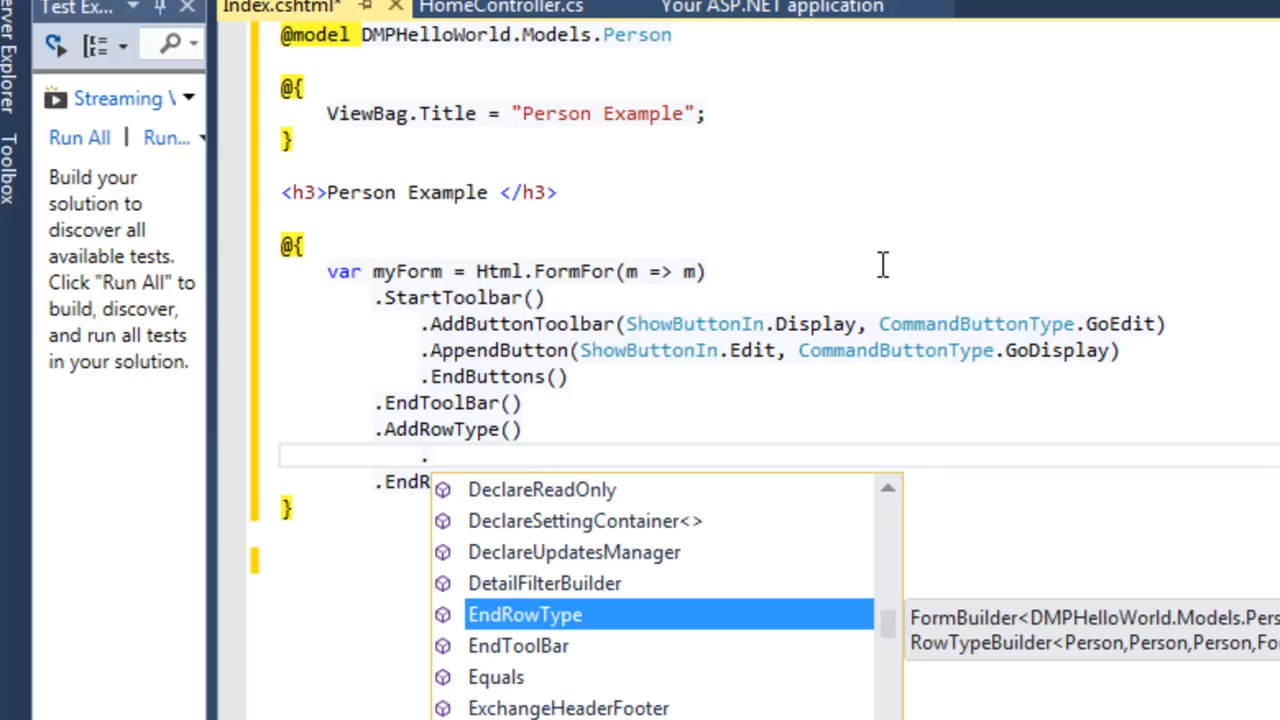 Test Ex...
Index.cshtml*
HomeController.cs
Your ASP.NET application
Server Explorer
Toolbox
Streaming
Run All | Run...
Build your
solution to
discover all
available tests.
Click "Run All" to
build, discover,
and run all tests
in your solution.
@model DMPHelloWorld.Models.Person
@{
ViewBag.Title = "Person Example";
}
<h3>Person Example </h3>
@{
var myForm = Html.FormFor(m => m)
.StartToolbar()
.AddButtonToolbar(ShowButtonIn.Display, CommandButtonType.GoEdit)
.AppendButton(ShowButtonIn.Edit, CommandButtonType.GoDisplay)
.EndButtons()
.EndToolBar()
.AddRowType()
.
.EndR
}
DeclareReadOnly
DeclareSettingContainer<>
DeclareUpdatesManager
DetailFilterBuilder
EndRowType
EndToolBar
Equals
ExchangeHeaderFooter
FormBuilder<DMPHelloWorld.Models.Pers
RowTypeBuilder<Person,Person,Person,Fo